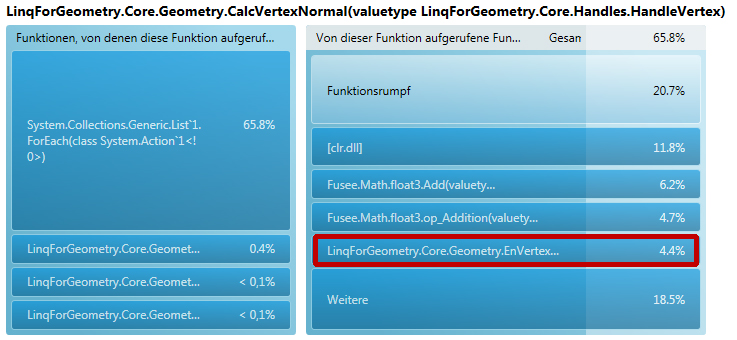 LinqForGeometry.Core.Geometry.CalcVertexNormal(valuetype LinqForGeometry.Core.Handles.HandleVertex)
Funktionen, von denen diese Funktion aufgeruf...
System.Collections.Generic.List`1. 65.8%
ForEach(class System.Action`1<!
0>)
LinqForGeometry.Core.Geomet... 0.4%
LinqForGeometry.Core.Geomet... < 0,1%
LinqForGeometry.Core.Geomet... < 0,1%
Von dieser Funktion aufgerufene Fun... Gesan 65.8%
Funktionsrumpf 20.7%
[clr.dll] 11.8%
Fusee.Math.float3.Add(valuety... 6.2%
Fusee.Math.float3.op_Addition(valuety... 4.7%
LinqForGeometry.Core.Geometry.EnVertex... 4.4%
Weitere 18.5%